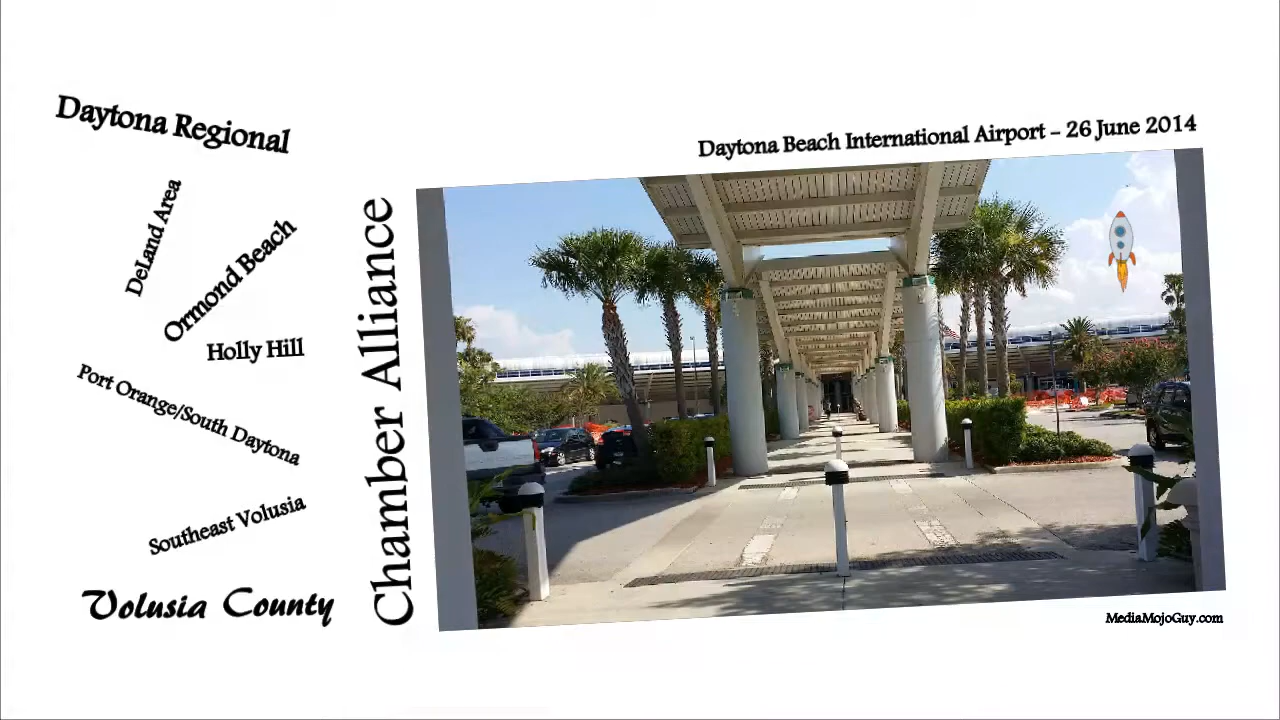 Daytona Regional
DeLand Area
Ormond Beach
Holly Hill
Port Orange/South Daytona
Southeast Volusia
Volusia County
Chamber Alliance
Daytona Beach International Airport – 26 June 2014
MediaMojoGuy.com